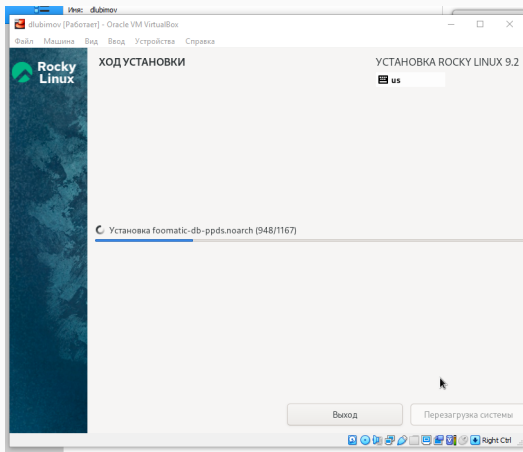 Имя: dlubimov
dlubimov [Работает] - Oracle VM VirtualBox
Файл Машина Вид Ввод Устройства Справка
Rocky
Linux
ХОД УСТАНОВКИ
УСТАНОВКА ROCKY LINUX 9.2
us
Установка foomatic-db-ppds.noarch (948/1167)
Выход
Перезагрузка системы
Right Ctrl